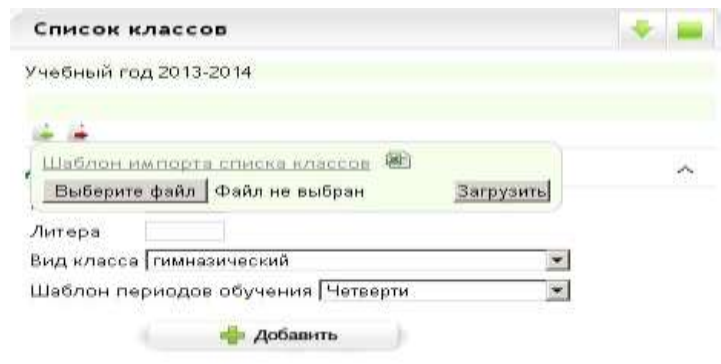 Список классов
Учебный год 2013-2014
Шаблон импорта списка классов
Выберите файл Файл не выбран Загрузить
Литера
Вид класса гимназический
Шаблон периодов обучения Четверти
Добавить